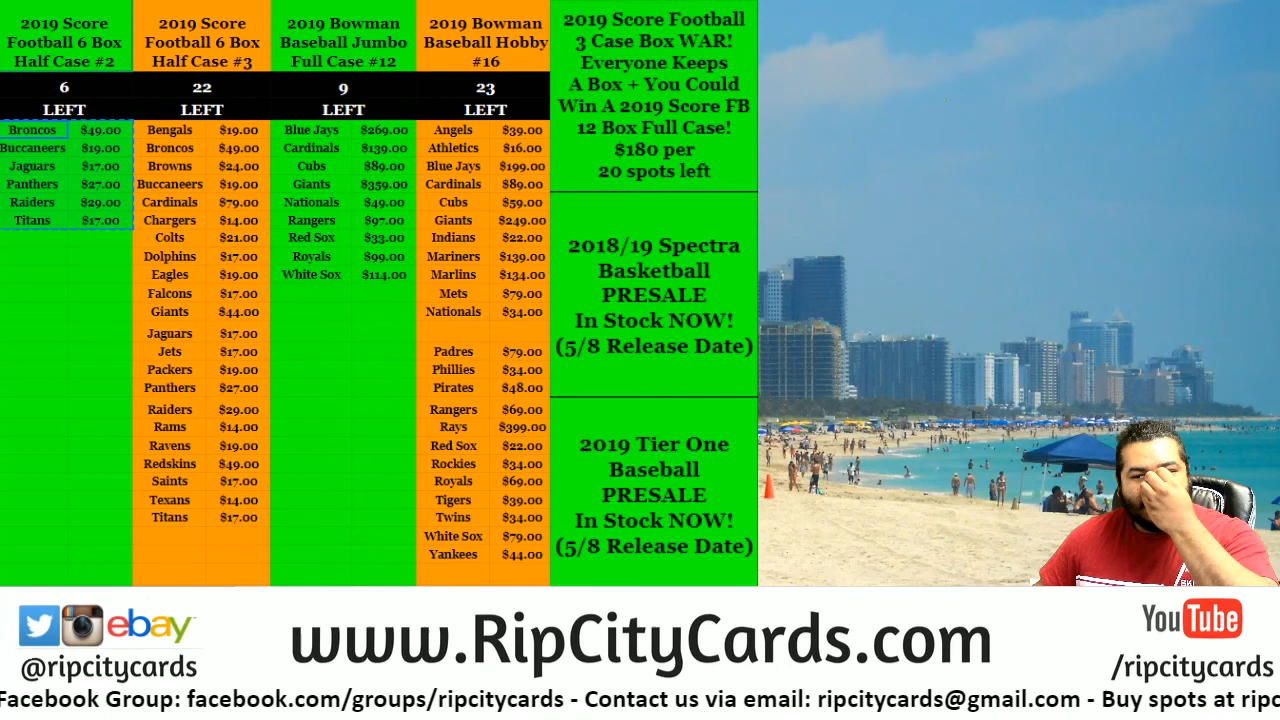 2019 Score
Football 6 Box
Half Case #2
6
LEFT
Broncos $49.00
Buccaneers $19.00
Jaguars $17.00
Panthers $27.00
Raiders $29.00
Titans $17.00
2019 Score
Football 6 Box
Half Case #3
22
LEFT
Bengals $19.00
Broncos $49.00
Browns $24.00
Buccaneers $19.00
Cardinals $79.00
Chargers $14.00
Colts $21.00
Dolphins $17.00
Eagles $19.00
Falcons $17.00
Giants $44.00
Jaguars $17.00
Jets $17.00
Packers $19.00
Panthers $27.00
Raiders $29.00
Rams $14.00
Ravens $19.00
Redskins $49.00
Saints $17.00
Texans $14.00
Titans $17.00
2019 Bowman
Baseball Jumbo
Full Case #12
9
LEFT
Blue Jays $269.00
Cardinals $139.00
Cubs $89.00
Giants $359.00
Nationals $49.00
Rangers $97.00
Red Sox $33.00
Royals $99.00
White Sox $114.00
2019 Bowman
Baseball Hobby
#16
23
LEFT
Angels $39.00
Athletics $16.00
Blue Jays $199.00
Cardinals $89.00
Cubs $59.00
Giants $249.00
Indians $22.00
Mariners $139.00
Marlins $134.00
Mets $79.00
Nationals $34.00
Padres $79.00
Phillies $34.00
Pirates $48.00
Rangers $69.00
Rays $399.00
Red Sox $22.00
Rockies $34.00
Royals $69.00
Tigers $39.00
Twins $34.00
White Sox $79.00
Yankees $44.00
2019 Score Football
3 Case Box WAR!
Everyone Keeps
A Box + You Could
Win A 2019 Score FB
12 Box Full Case!
$180 per
20 spots left
2018/19 Spectra
Basketball
PRESALE
In Stock NOW!
(5/8 Release Date)
2019 Tier One
Baseball
PRESALE
In Stock NOW!
(5/8 Release Date)
ebay
@ripcitycards
www.RipCityCards.com
YouTube
/ripcitycards
Facebook Group: facebook.com/groups/ripcitycards - Contact us via email: ripcitycards@gmail.com - Buy spots at ripc